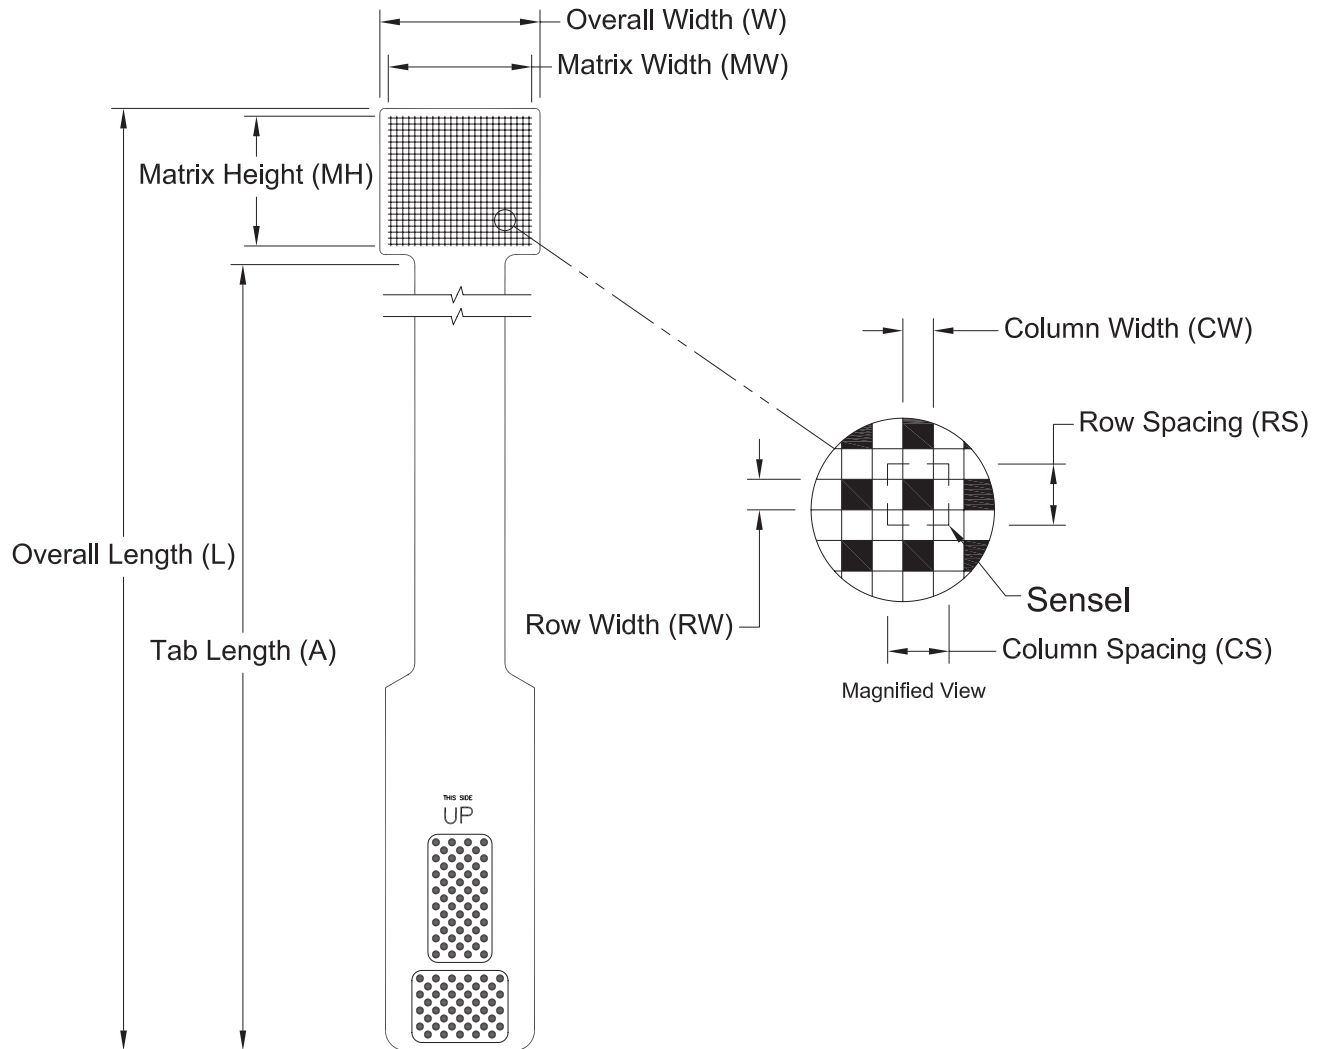 Overall Width (W)
Matrix Width (MW)
Matrix Height (MH)
Column Width (CW)
Row Spacing (RS)
Overall Length (L)
Sensel
Row Width (RW)
Tab Length (A)
Column Spacing (CS)
Magnified View
THIS SIDE
UP